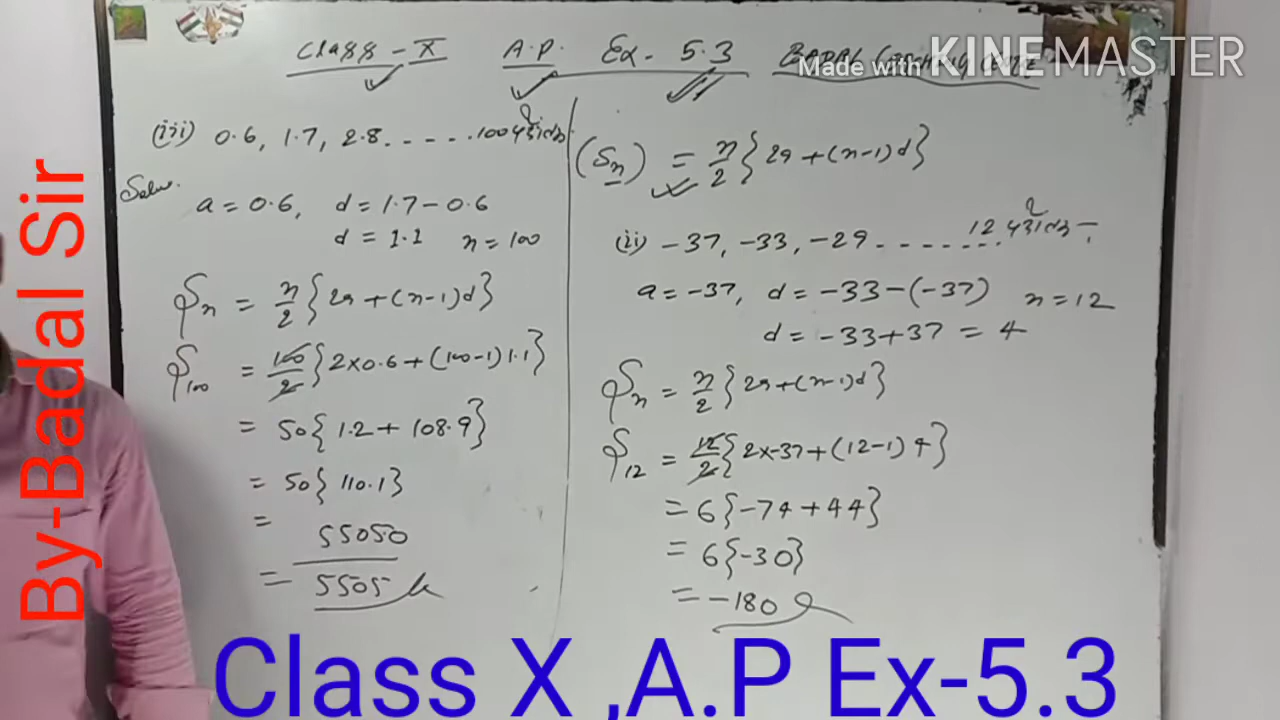 Class - X A.P. Ex - 5.3
Made with KINEMASTER
(iii) 0.6, 1.7, 2.8 - - - - - 100
a = 0.6, d = 1.7 - 0.6
d = 1.1 n = 100
Sn = n/2 {2a + (n-1)d}
S100 = 100/2 {2×0.6 + (100-1)1.1}
= 50{1.2 + 108.9}
= 50{110.1}
= 55050
= 5505
(Sn) = n/2 {2a + (n-1)d}
(ii) -37, -33, -29 - - - - - - - 12
a = -37, d = -33 - (-37) n = 12
d = -33 + 37 = 4
Sn = n/2 {2a + (n-1)d}
S12 = 12/2 {2×-37 + (12-1)4}
= 6{-74 + 44}
= 6{-30}
= -180
By-Badal Sir
Class X ,A.P Ex-5.3